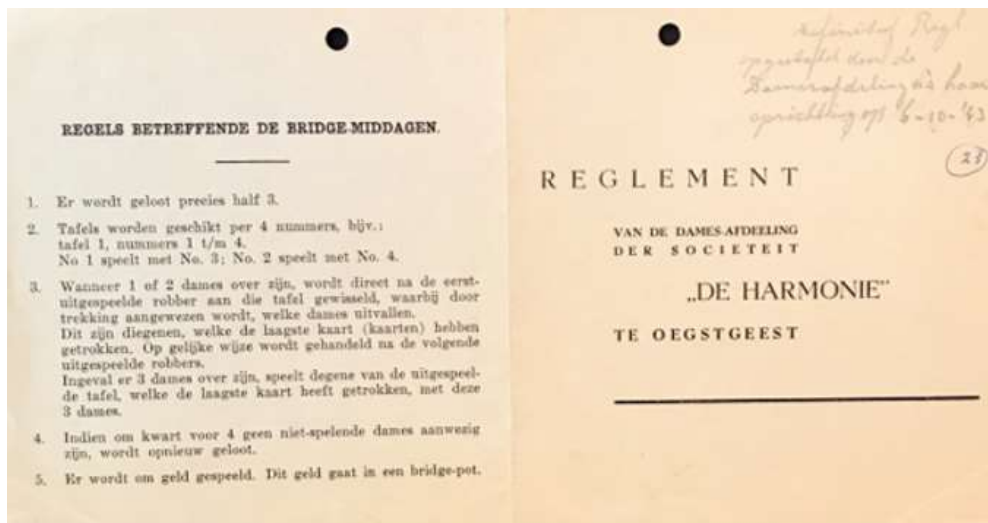 REGELS BETREFFENDE DE BRIDGE-MIDDAGEN.
1. Er wordt geloot precies half 3.
2. Tafels worden geschikt per 4 nummers, bijv.:
tafel 1, nummers 1 t/m 4.
No 1 speelt met No. 3; No. 2 speelt met No. 4.
3. Wanneer 1 of 2 dames over zijn, wordt direct na de eerst-
uitgespeelde robber aan die tafel gewisseld, waarbij door
trekking aangewezen wordt, welke dames uitvallen.
Dit zijn diegenen, welke de laagste kaart (kaarten) hebben
getrokken. Op gelijke wijze wordt gehandeld na de volgende
uitgespeelde robbers.
Ingeval er 3 dames over zijn, speelt degene van de uitgespeel-
de tafel, welke de laagste kaart heeft getrokken, met deze
3 dames.
4. Indien om kwart voor 4 geen niet-spelende dames aanwezig
zijn, wordt opnieuw geloot.
5. Er wordt om geld gespeeld. Dit geld gaat in een bridge-pot.
Regl
opgesteld door de
Damesafdeling na haar
oprichting op 6-10-'43
23
REGLEMENT
VAN DE DAMES-AFDEELING
DER SOCIETEIT
„DE HARMONIE"
TE OEGSTGEEST